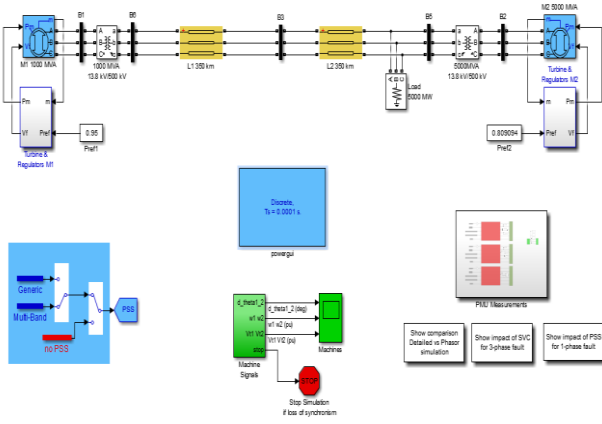 M2 5000 MVA
B1
B6
B3
B5
B2
Pm
Vf
m
A
B
C
a
b
c
A
B
C
a
b
c
m
Pm
Vf
M1 1000 MVA
1000 MVA
13.8 kV/500 kV
L1 350 km
L2 350 km
A B C
Load
5000 MW
5000MVA
13.8 kV/500 kV
Turbine &
Regulators M2
Pm
m
Vf
Pref
0.95
Pref1
Turbine &
Regulators M1
0.809094
Pref2
m
Pm
Pref
Vf
Discrete,
Ts = 0.0001 s.
powergui
Generic
Multi-Band
no PSS
PSS
d_theta1_2
w1 w2
Vt1 Vt2
stop
d_theta1_2 (deg)
w1 w2 (pu)
Vt1 Vt2 (pu)
Machine
Signals
Machines
STOP
Stop Simulation
if loss of synchronism
PMU Measurements
Show comparison
Detailed vs Phasor
simulation
Show impact of SVC
for 3-phase fault
Show impact of PSS
for 1-phase fault